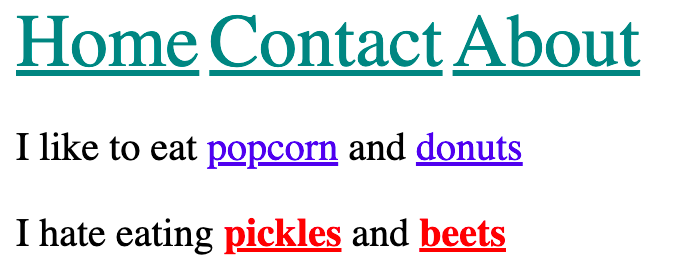 Home Contact About
I like to eat popcorn and donuts
I hate eating pickles and beets